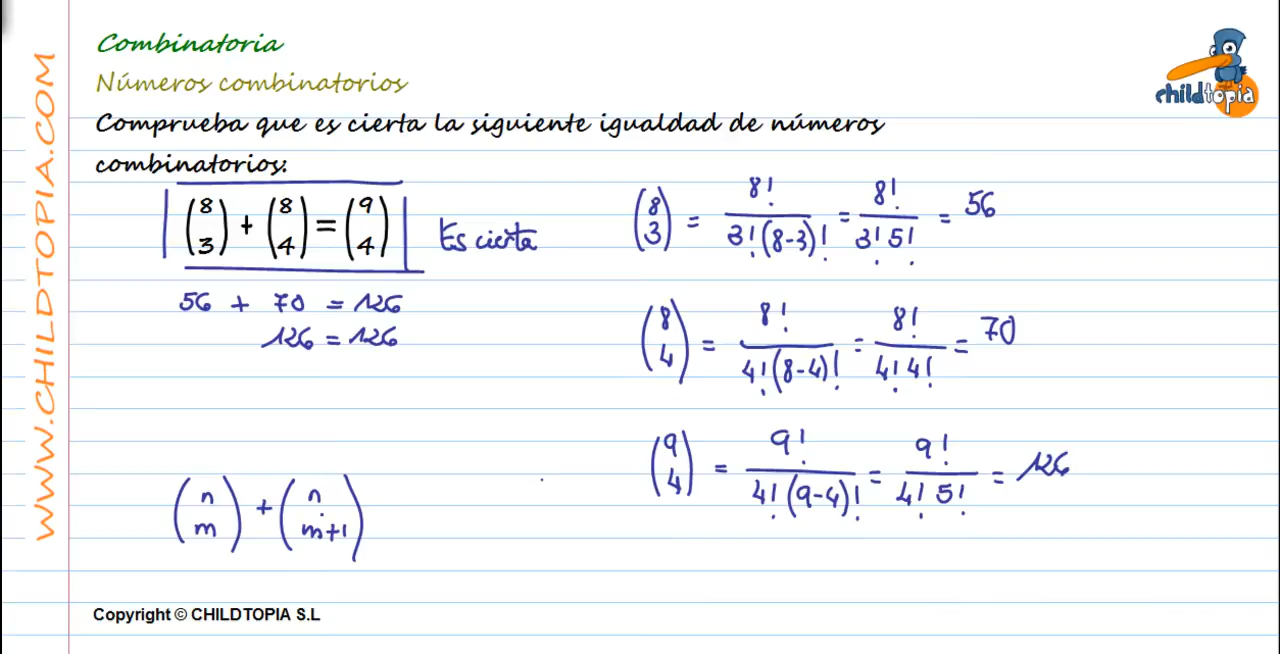 Combinatoria
Números combinatorios
Comprueba que es cierta la siguiente igualdad de números
combinatorios:
(8 3) + (8 4) = (9 4) Es cierta
56 + 70 = 126
126 = 126
(n m) + (n m+1)
(8 3) = 8! / 3!(8-3)! = 8! / 3! 5! = 56
(8 4) = 8! / 4!(8-4)! = 8! / 4! 4! = 70
(9 4) = 9! / 4!(9-4)! = 9! / 4! 5! = 126
childtopia
WWW.CHILDTOPIA.COM
Copyright © CHILDTOPIA S.L